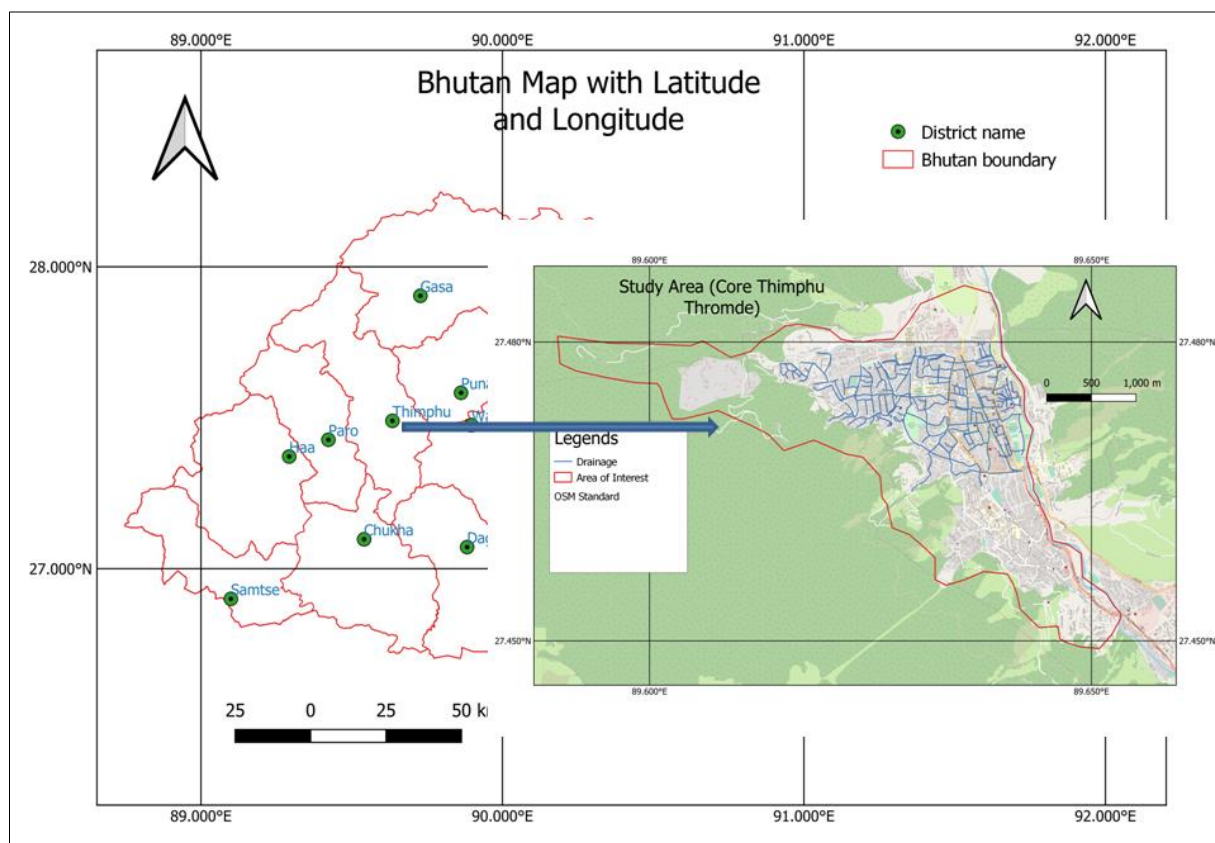 89.000°E 90.000°E 91.000°E 92.000°E
Bhutan Map with Latitude
and Longitude
District name
Bhutan boundary
28.000°N
27.000°N
Gasa
Puna
Thimphu
Paro
Haa
Chukha
Dag
Samtse
25 0 25 50 k
89.000°E 90.000°E 91.000°E 92.000°E
89.600°E 89.650°E
Study Area (Core Thimphu
Thromde)
27.480°N 27.480°N
0 500 1,000 m
Legends
Drainage
Area of Interest
OSM Standard
27.450°N 27.450°N
89.600°E 89.650°E